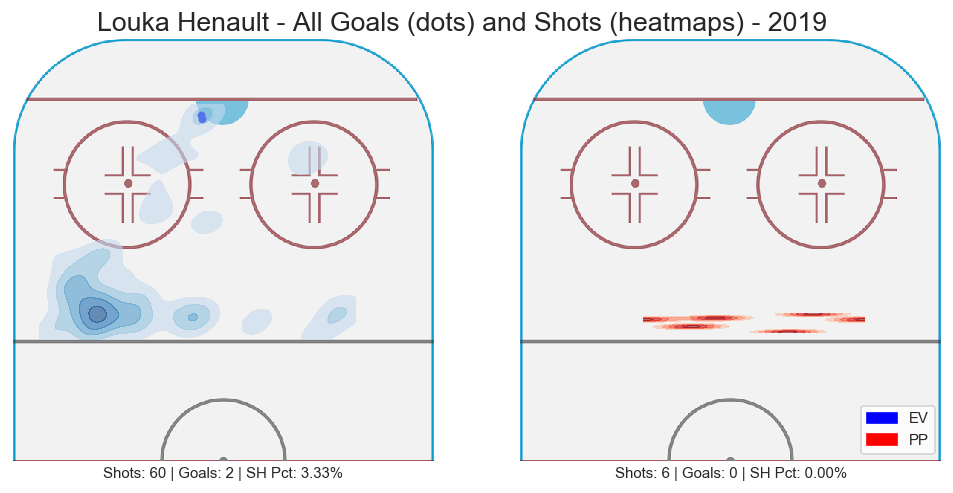 Louka Henault - All Goals (dots) and Shots (heatmaps) - 2019
EV
PP
Shots: 60 | Goals: 2 | SH Pct: 3.33%
Shots: 6 | Goals: 0 | SH Pct: 0.00%